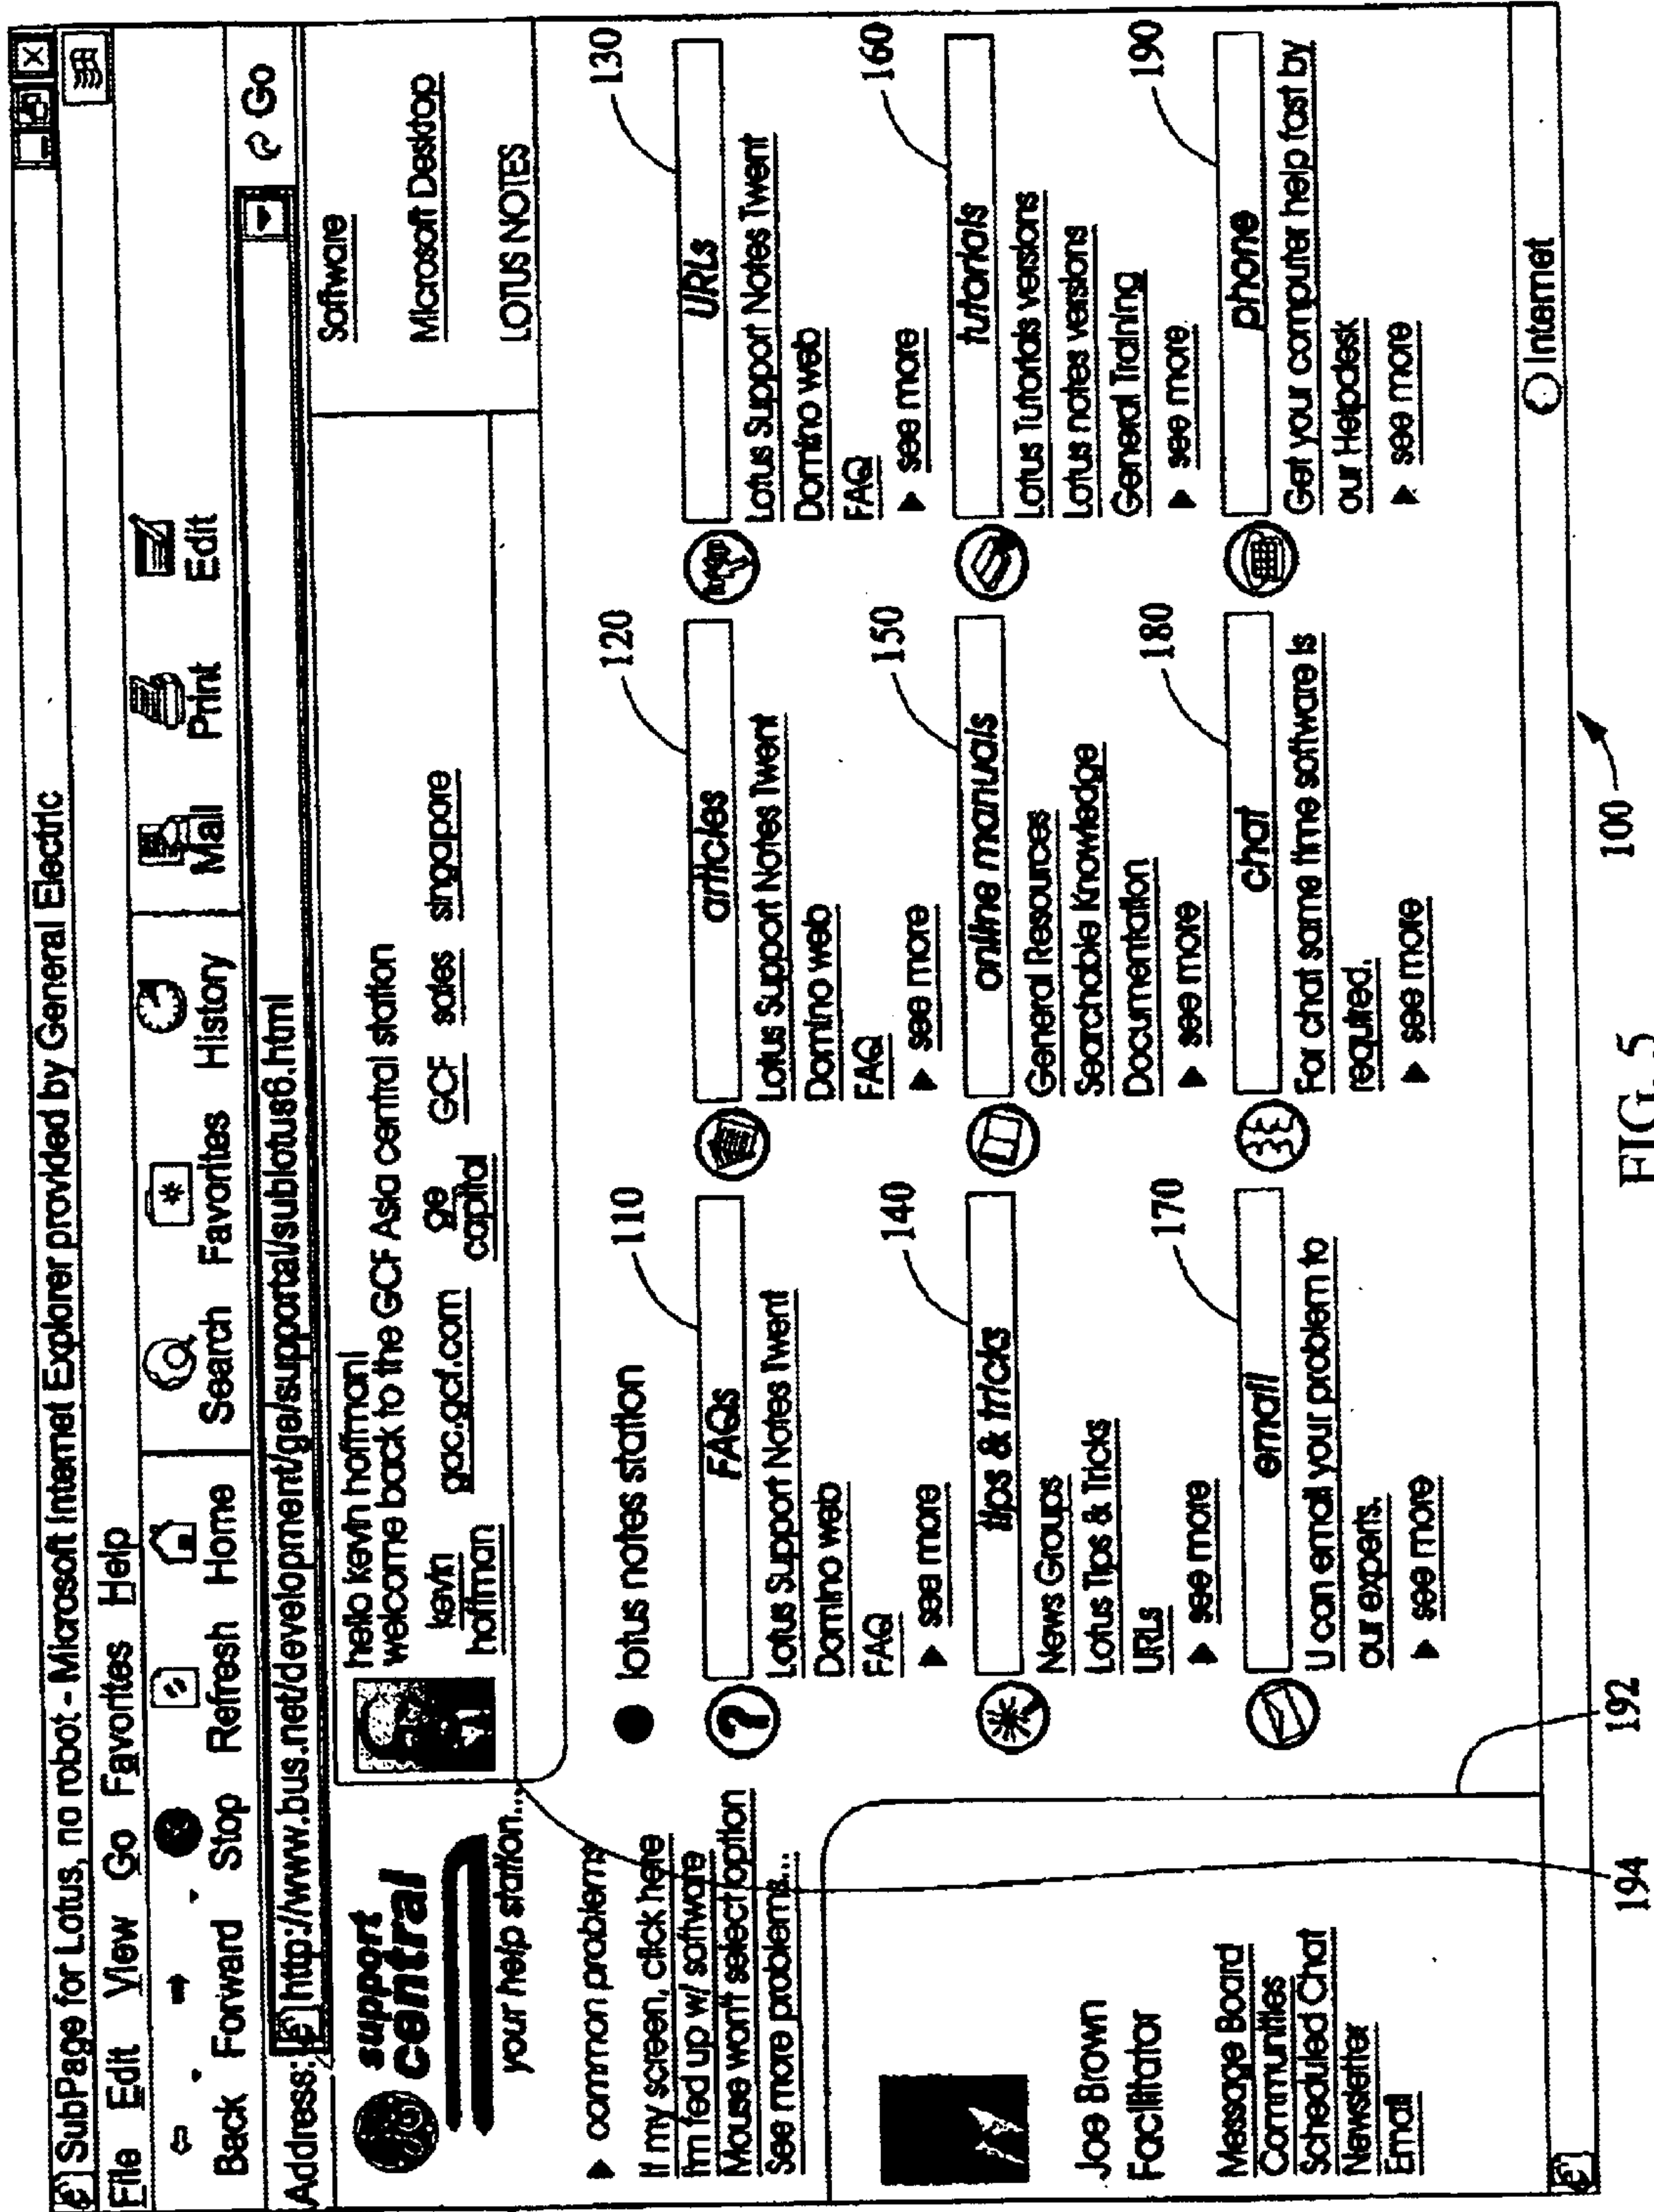 SubPage for Lotus, no robot - Microsoft Internet Explorer provided by General Electric
File Edit View Go Favorites Help
Back Forward Stop Refresh Home Search Favorites History Mail Print Edit
Address: http://www.bus.net/development/ge/supportal/sublotus6.html Go
support
central
your help station...
hello kevin hoffman!
welcome back to the GCF Asia central station
kevin hoffman
gac.gcf.com
ge capital
GCF
sales
singapore
Software
Microsoft Desktop
LOTUS NOTES
common problems
If my screen, click here
I'm fed up w/ software
Mouse won't select option
See more problems...
Joe Brown
Facilitator
Message Board
Communities
Scheduled Chat
Newsletter
Email
lotus notes station
110
FAQs
Lotus Support Notes Twent
Domino web
FAQ
see more
120
articles
Lotus Support Notes Twent
Domino web
FAQ
see more
130
URLs
Lotus Support Notes Twent
Domino web
FAQ
see more
140
tips & tricks
News Groups
Lotus Tips & Tricks
URLs
see more
150
online manuals
General Resources
Searchable Knowledge
Documentation
see more
160
tutorials
Lotus Tutorials versions
Lotus notes versions
General Training
see more
170
email
U can email your problem to
our experts.
see more
180
chat
For chat same time software is
required.
see more
190
phone
Get your computer help fast by
our Helpdesk
see more
Internet
194
192
100
FIG. 5